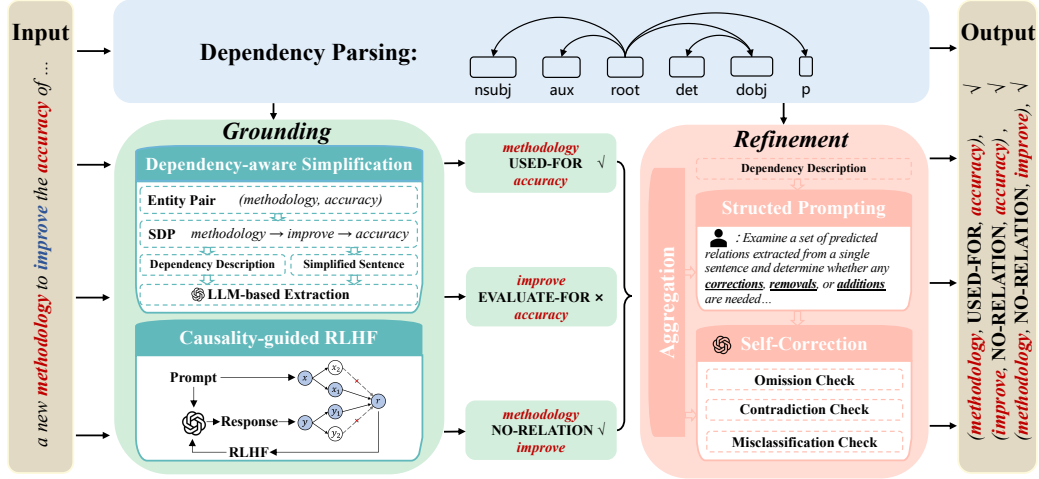 Input
a new methodology to improve the accuracy of ...
Dependency Parsing:
nsubj
aux
root
det
dobj
p
Grounding
Dependency-aware Simplification
Entity Pair (methodology, accuracy)
SDP methodology → improve → accuracy
Dependency Description
Simplified Sentence
LLM-based Extraction
Causality-guided RLHF
Prompt
x
x₂
x₁
r
Response
y
y₁
y₂
RLHF
methodology
USED-FOR √
accuracy
improve
EVALUATE-FOR ×
accuracy
methodology
NO-RELATION √
improve
Refinement
Aggregation
Dependency Description
Structed Prompting
: Examine a set of predicted
relations extracted from a single
sentence and determine whether any
corrections, removals, or additions
are needed…
Self-Correction
Omission Check
Contradiction Check
Misclassification Check
Output
(methodology, USED-FOR, accuracy), √
(improve, NO-RELATION, accuracy) , √
(methodology, NO-RELATION, improve), √